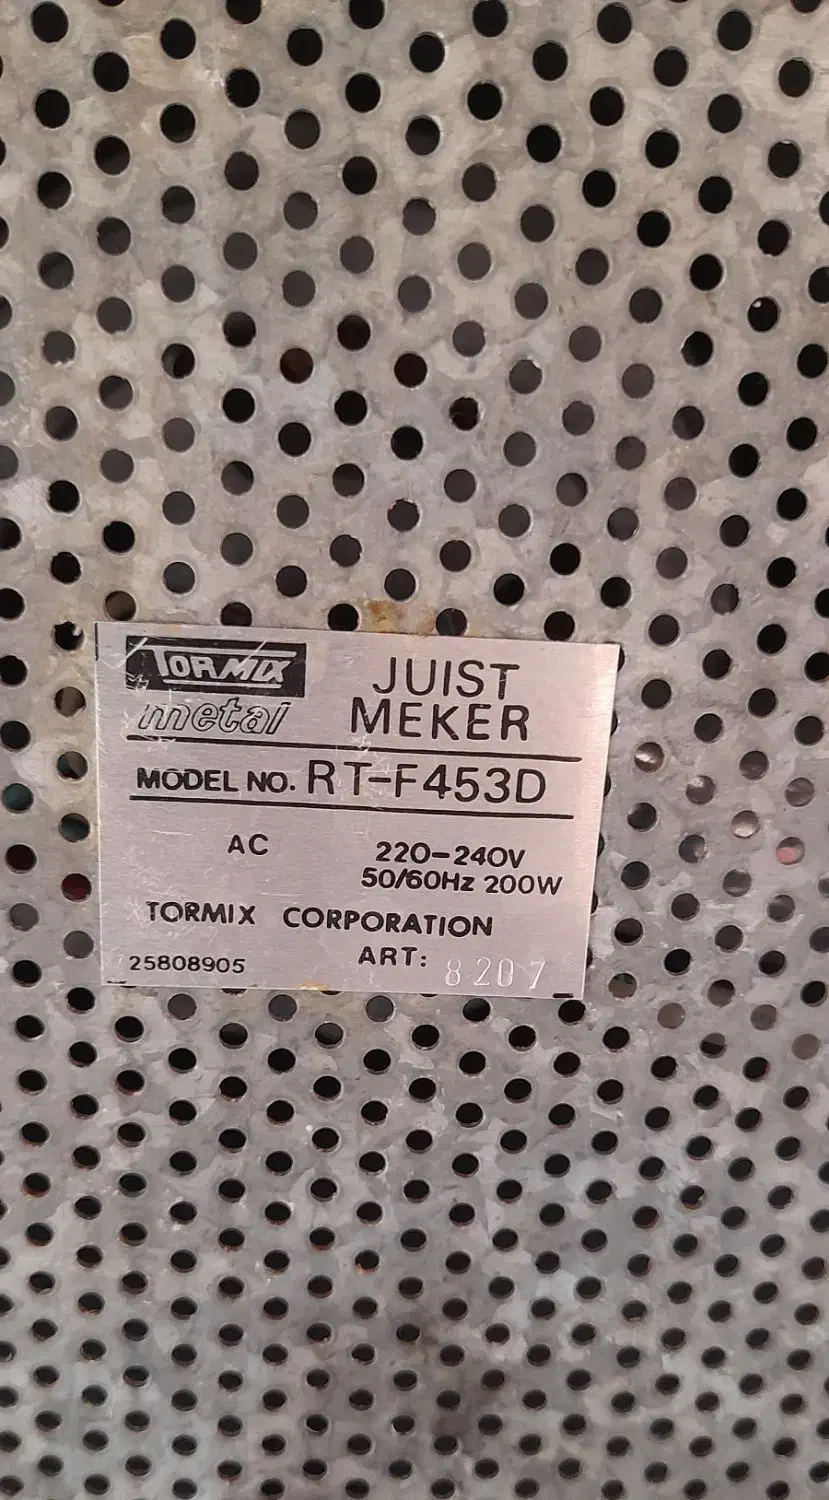 TORMIX
metal
JUIST
MEKER
MODEL NO. RT-F453D
AC 220-240V
50/60Hz 200W
TORMIX CORPORATION
25808905 ART: 8207